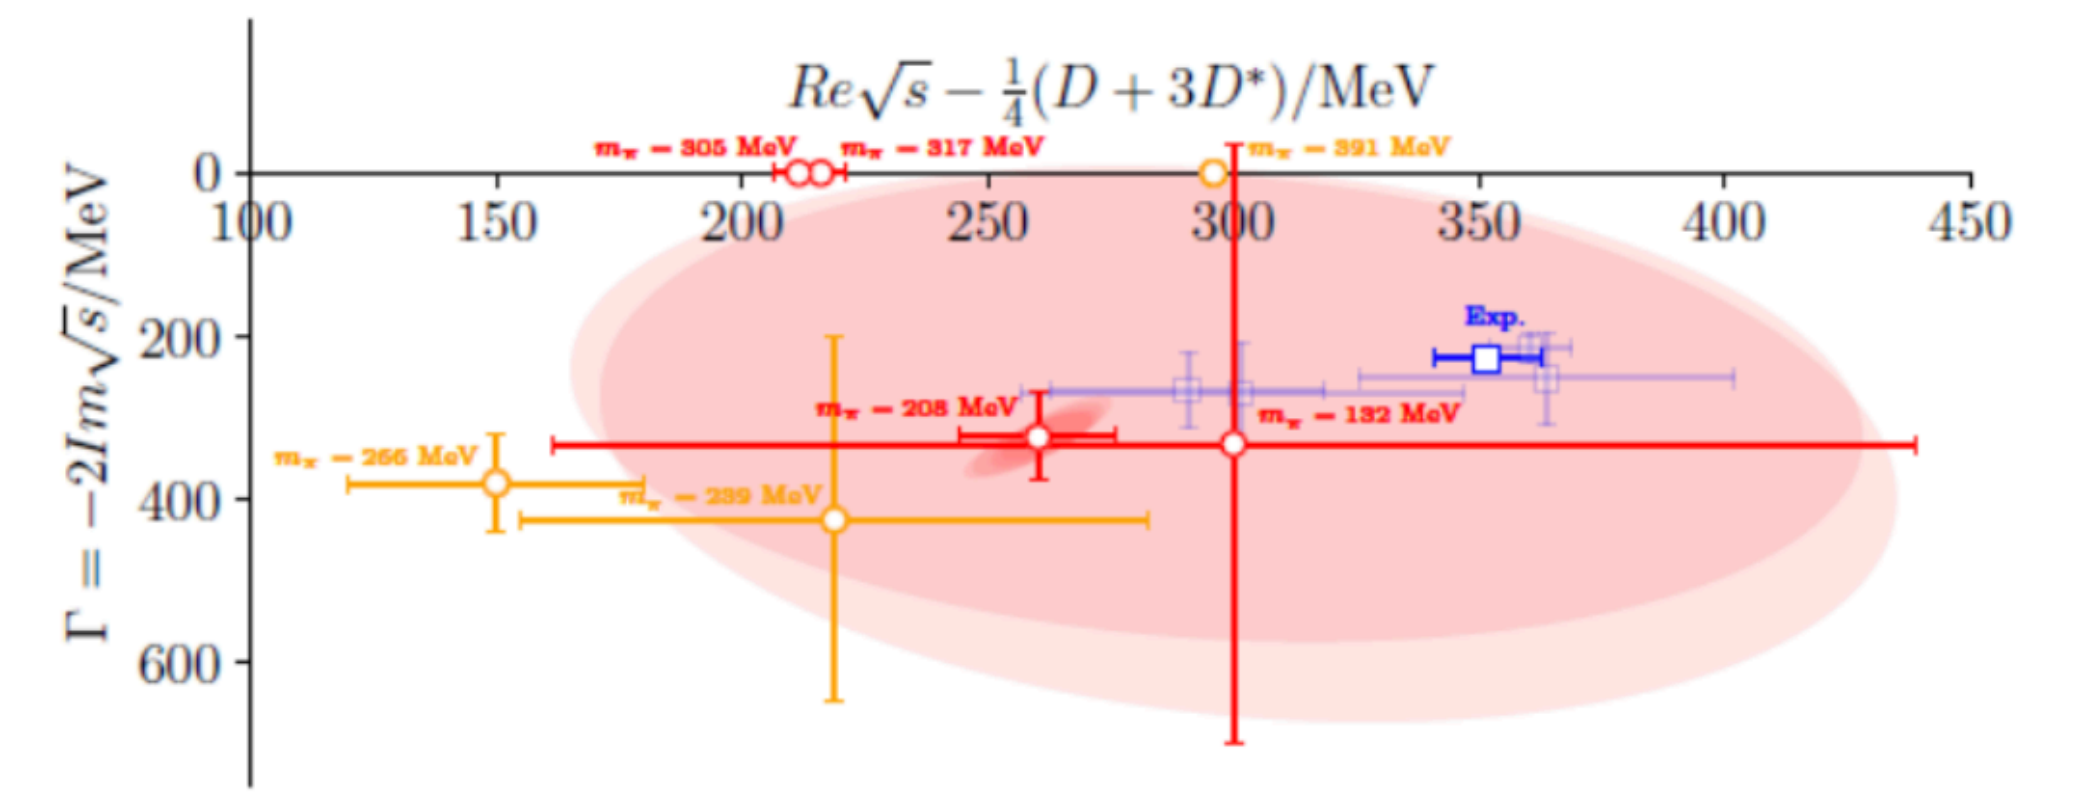 Re√s − 1/4(D + 3D*)/MeV
m_π − 305 MeV m_π − 317 MeV m_π − 391 MeV
0
100 150 200 250 300 350 400 450
Γ = −2Im√s/MeV
200
Exp.
m_π − 208 MeV m_π − 132 MeV
m_π − 266 MeV
400
m_π − 239 MeV
600